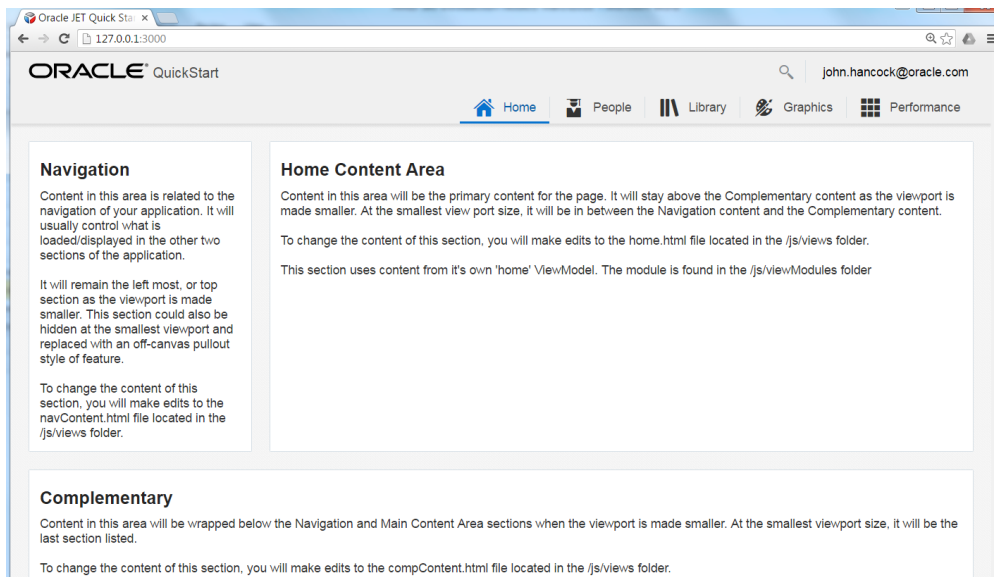 Oracle JET Quick Sta
127.0.0.1:3000
ORACLE® QuickStart
john.hancock@oracle.com
Home People Library Graphics Performance
Navigation
Content in this area is related to the
navigation of your application. It will
usually control what is
loaded/displayed in the other two
sections of the application.
It will remain the left most, or top
section as the viewport is made
smaller. This section could also be
hidden at the smallest viewport and
replaced with an off-canvas pullout
style of feature.
To change the content of this
section, you will make edits to the
navContent.html file located in the
/js/views folder.
Home Content Area
Content in this area will be the primary content for the page. It will stay above the Complementary content as the viewport is
made smaller. At the smallest view port size, it will be in between the Navigation content and the Complementary content.
To change the content of this section, you will make edits to the home.html file located in the /js/views folder.
This section uses content from it's own 'home' ViewModel. The module is found in the /js/viewModules folder
Complementary
Content in this area will be wrapped below the Navigation and Main Content Area sections when the viewport is made smaller. At the smallest viewport size, it will be the
last section listed.
To change the content of this section, you will make edits to the compContent.html file located in the /js/views folder.